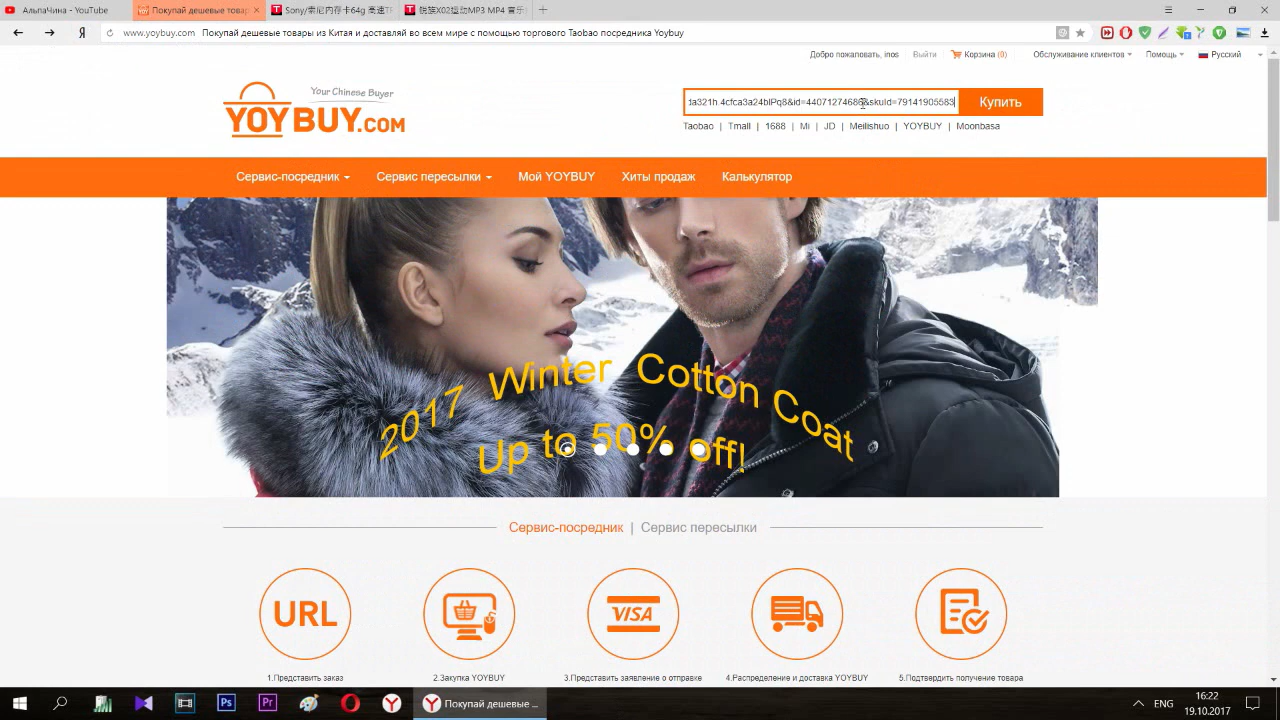 АльпаЧина - YouTube
Покупай дешевые товар
Sony/索尼内存卡64g 高速TF
X02运动MP3 MP4 音乐
www.yoybuy.com Покупай дешевые товары из Китая и доставляй во всем мире с помощью торгового Taobao посредника Yoybuy
Добро пожаловать, inos | Выйти
Корзина (0)
Обслуживание клиентов
Помощь
Русский
Your Chinese Buyer
YOYBUY.COM
&id=44071274686&skuId=79141905583
Купить
Taobao | Tmall | 1688 | Mi | JD | Meilishuo | YOYBUY | Moonbasa
Сервис-посредник
Сервис пересылки
Мой YOYBUY
Хиты продаж
Калькулятор
2017 Winter Cotton Coat
Up to 50% off!
Сервис-посредник | Сервис пересылки
URL
VISA
1.Представить заказ
2.Закупка YOYBUY
3.Представить заявление о отправке
4.Распределение и доставка YOYBUY
5.Подтвердить получение товара
Ps
Pr
Покупай дешевые ...
ENG
16:22
19.10.2017